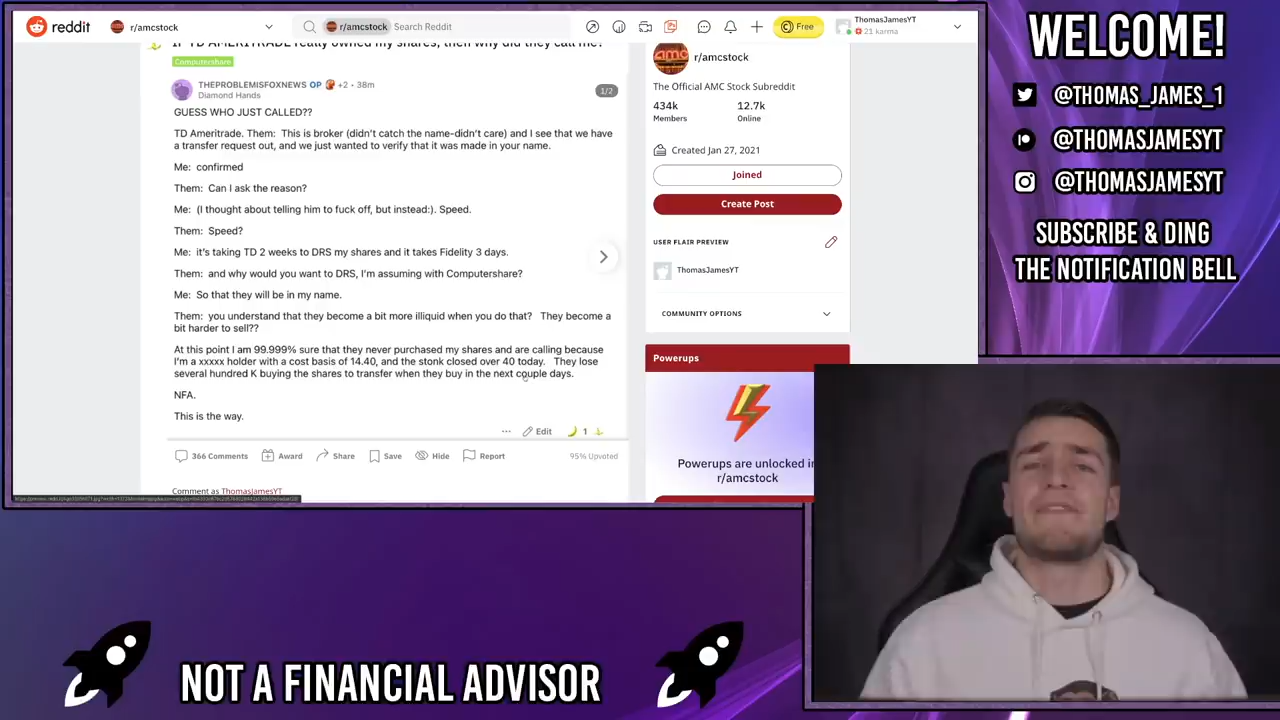 reddit
r/amcstock
r/amcstock
Search Reddit
Free
ThomasJamesYT
21 karma
IF TD AMERITRADE really owned my shares, then why did they call me?
Computershare
THEPROBLEMISFOXNEWS OP +2 • 38m
Diamond Hands
1/2
GUESS WHO JUST CALLED??
TD Ameritrade. Them: This is broker (didn't catch the name-didn't care) and I see that we have
a transfer request out, and we just wanted to verify that it was made in your name.
Me: confirmed
Them: Can I ask the reason?
Me: (I thought about telling him to fuck off, but instead:). Speed.
Them: Speed?
Me: it's taking TD 2 weeks to DRS my shares and it takes Fidelity 3 days.
Them: and why would you want to DRS, I'm assuming with Computershare?
Me: So that they will be in my name.
Them: you understand that they become a bit more illiquid when you do that? They become a
bit harder to sell??
At this point I am 99.999% sure that they never purchased my shares and are calling because
I'm a xxxxx holder with a cost basis of 14.40, and the stonk closed over 40 today. They lose
several hundred K buying the shares to transfer when they buy in the next couple days.
NFA.
This is the way.
... Edit 1
366 Comments Award Share Save Hide Report 95% Upvoted
Comment as ThomasJamesYT
r/amcstock
The Official AMC Stock Subreddit
434k 12.7k
Members Online
Created Jan 27, 2021
Joined
Create Post
USER FLAIR PREVIEW
ThomasJamesYT
COMMUNITY OPTIONS
Powerups
Powerups are unlocked in
r/amcstock
WELCOME!
@THOMAS_JAMES_1
@THOMASJAMESYT
@THOMASJAMESYT
SUBSCRIBE & DING
THE NOTIFICATION BELL
NOT A FINANCIAL ADVISOR